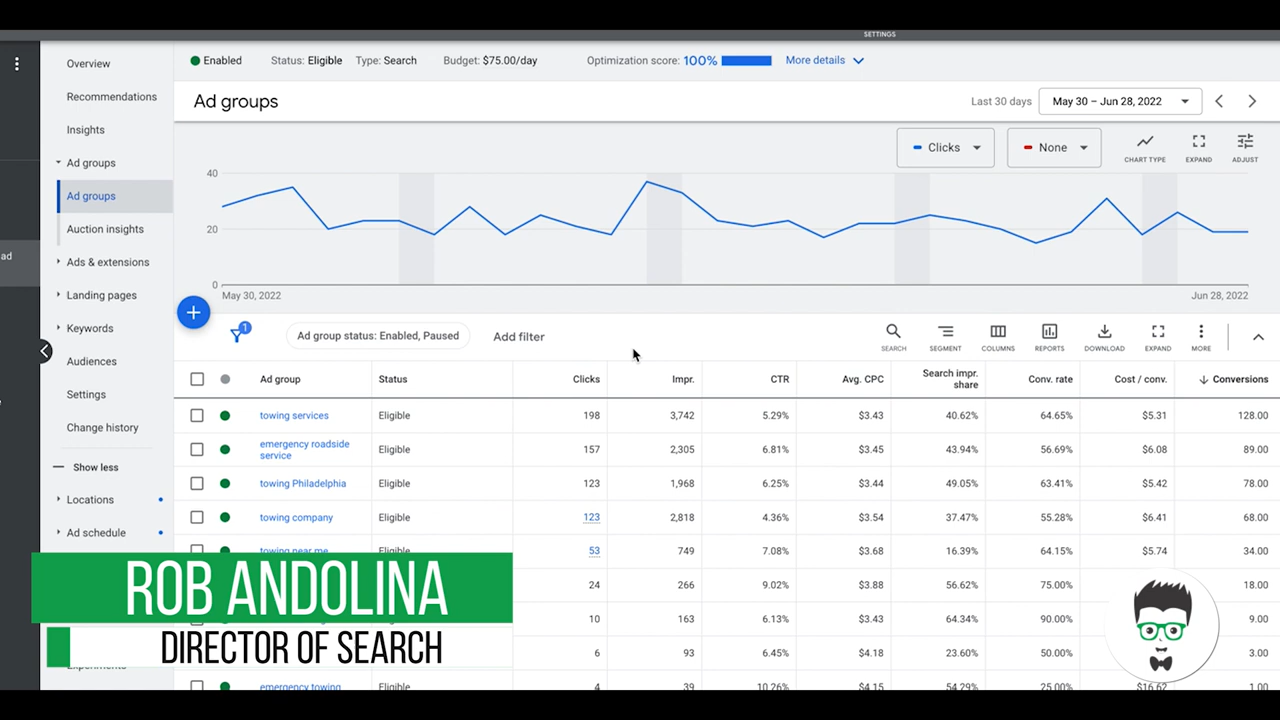 SETTINGS
Enabled Status: Eligible Type: Search Budget: $75.00/day Optimization score: 100% More details
Overview
Recommendations
Insights
Ad groups
Ad groups
Auction insights
Ads & extensions
Landing pages
Keywords
Audiences
Settings
Change history
Show less
Locations
Ad schedule
ad
Ad groups
Last 30 days May 30 – Jun 28, 2022
Clicks None CHART TYPE EXPAND ADJUST
40
20
0
May 30, 2022 Jun 28, 2022
1 Ad group status: Enabled, Paused Add filter
SEARCH SEGMENT COLUMNS REPORTS DOWNLOAD EXPAND MORE
Ad group Status Clicks Impr. CTR Avg. CPC Search impr. share Conv. rate Cost / conv. Conversions
towing services Eligible 198 3,742 5.29% $3.43 40.62% 64.65% $5.31 128.00
emergency roadside
service Eligible 157 2,305 6.81% $3.45 43.94% 56.69% $6.08 89.00
towing Philadelphia Eligible 123 1,968 6.25% $3.44 49.05% 63.41% $5.42 78.00
towing company Eligible 123 2,818 4.36% $3.54 37.47% 55.28% $6.41 68.00
towing near me Eligible 53 749 7.08% $3.68 16.39% 64.15% $5.74 34.00
24 266 9.02% $3.88 56.62% 75.00% 18.00
10 163 6.13% $3.43 64.34% 90.00% 9.00
6 93 6.45% $4.18 23.60% 50.00% 3.00
emergency towing Eligible 4 39 10.26% $4.15 54.29% 25.00% $16.62 1.00
ROB ANDOLINA
DIRECTOR OF SEARCH
Experiments